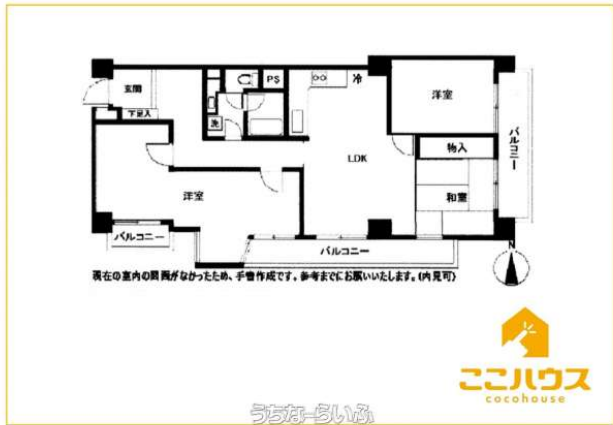 玄関
下足入
洗
PS
冷
洋室
バルコニー
LDK
物入
和室
洋室
バルコニー
バルコニー
N
現在の室内の図面がなかったため、手書作成です。参考までにお願いいたします。(内見可)
ここハウス
cocohouse
うちなーらいふ